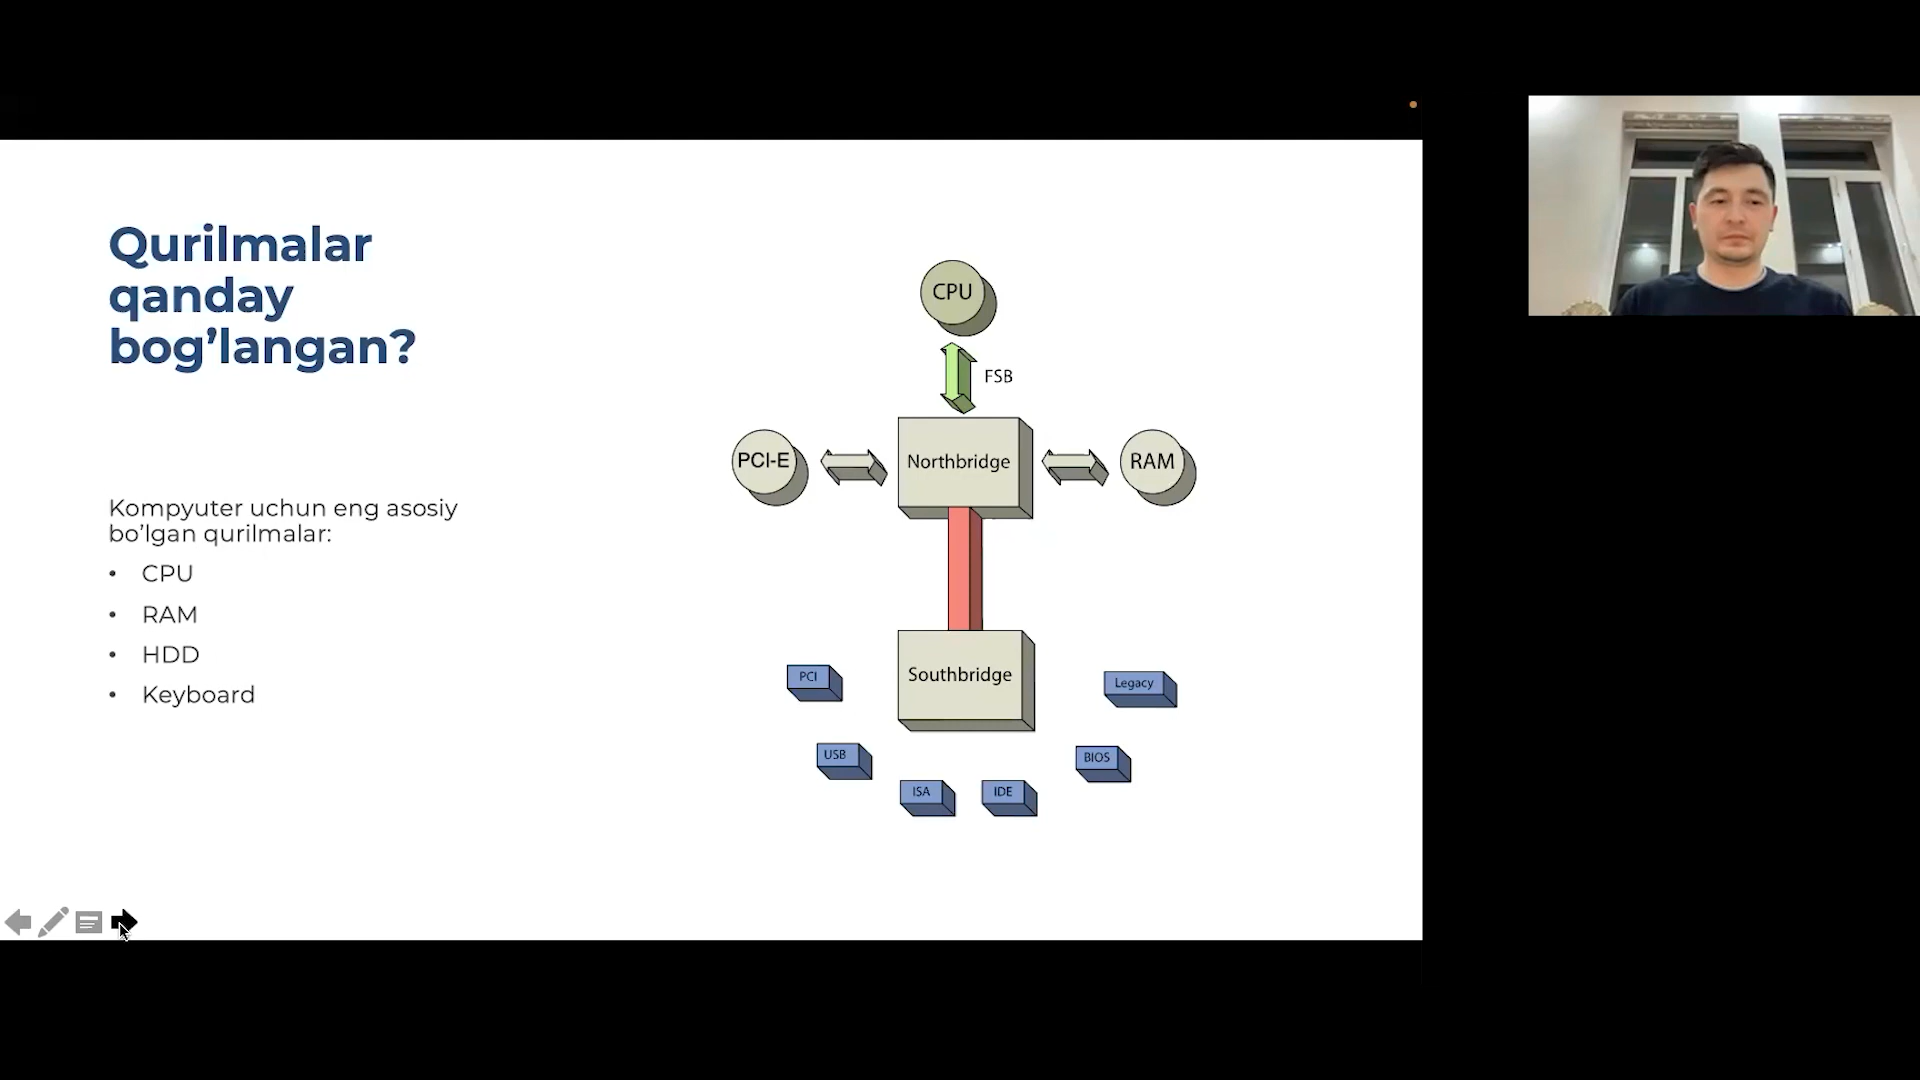 Qurilmalar
qanday
bog’langan?
Kompyuter uchun eng asosiy
bo’lgan qurilmalar:
• CPU
• RAM
• HDD
• Keyboard
CPU
FSB
PCI-E
Northbridge
RAM
Southbridge
PCI
Legacy
USB
BIOS
ISA
IDE